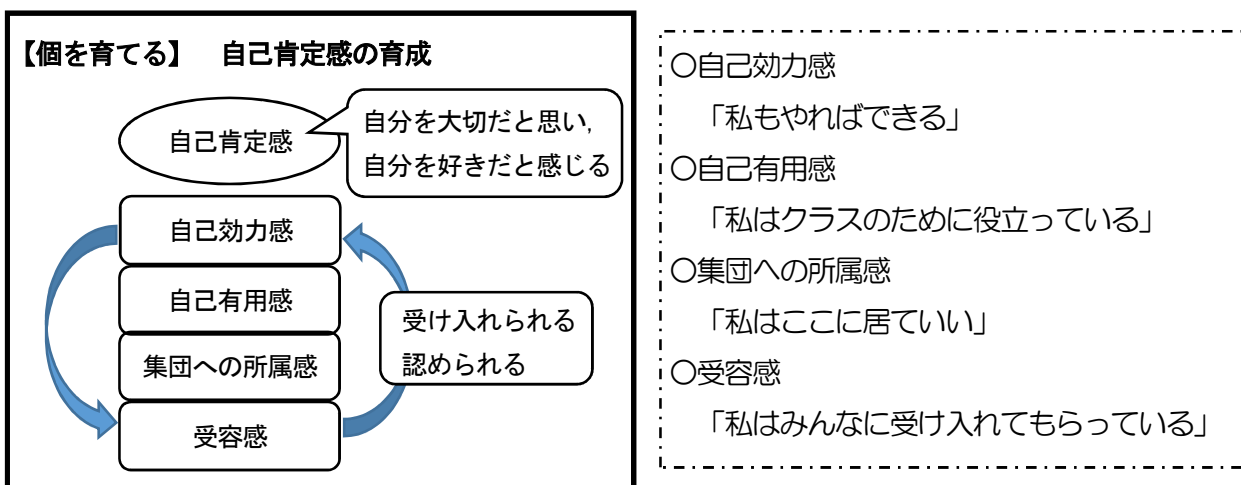 【個を育てる】　自己肯定感の育成
自己肯定感
自分を大切だと思い,
自分を好きだと感じる
自己効力感
自己有用感
集団への所属感
受容感
受け入れられる
認められる
〇自己効力感
「私もやればできる」
〇自己有用感
「私はクラスのために役立っている」
〇集団への所属感
「私はここに居ていい」
〇受容感
「私はみんなに受け入れてもらっている」